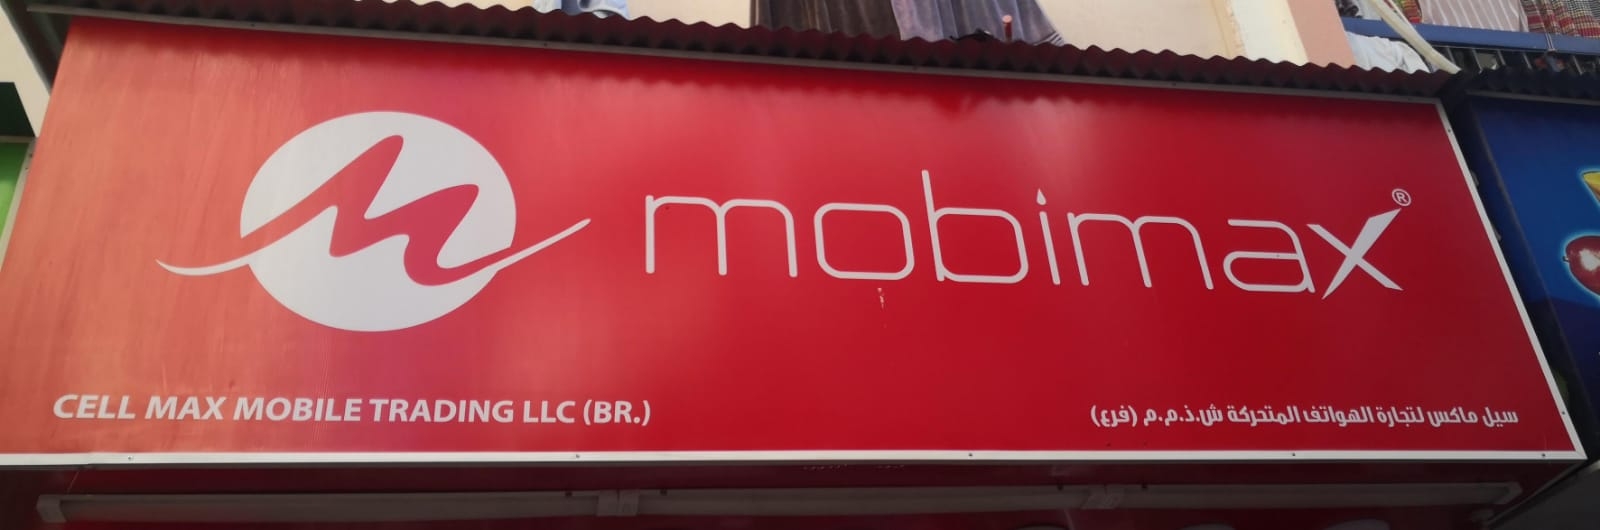 mobimax®
CELL MAX MOBILE TRADING LLC (BR.)
سيل ماكس لتجارة الهواتف المتحركة ش.ذ.م.م (فرع)